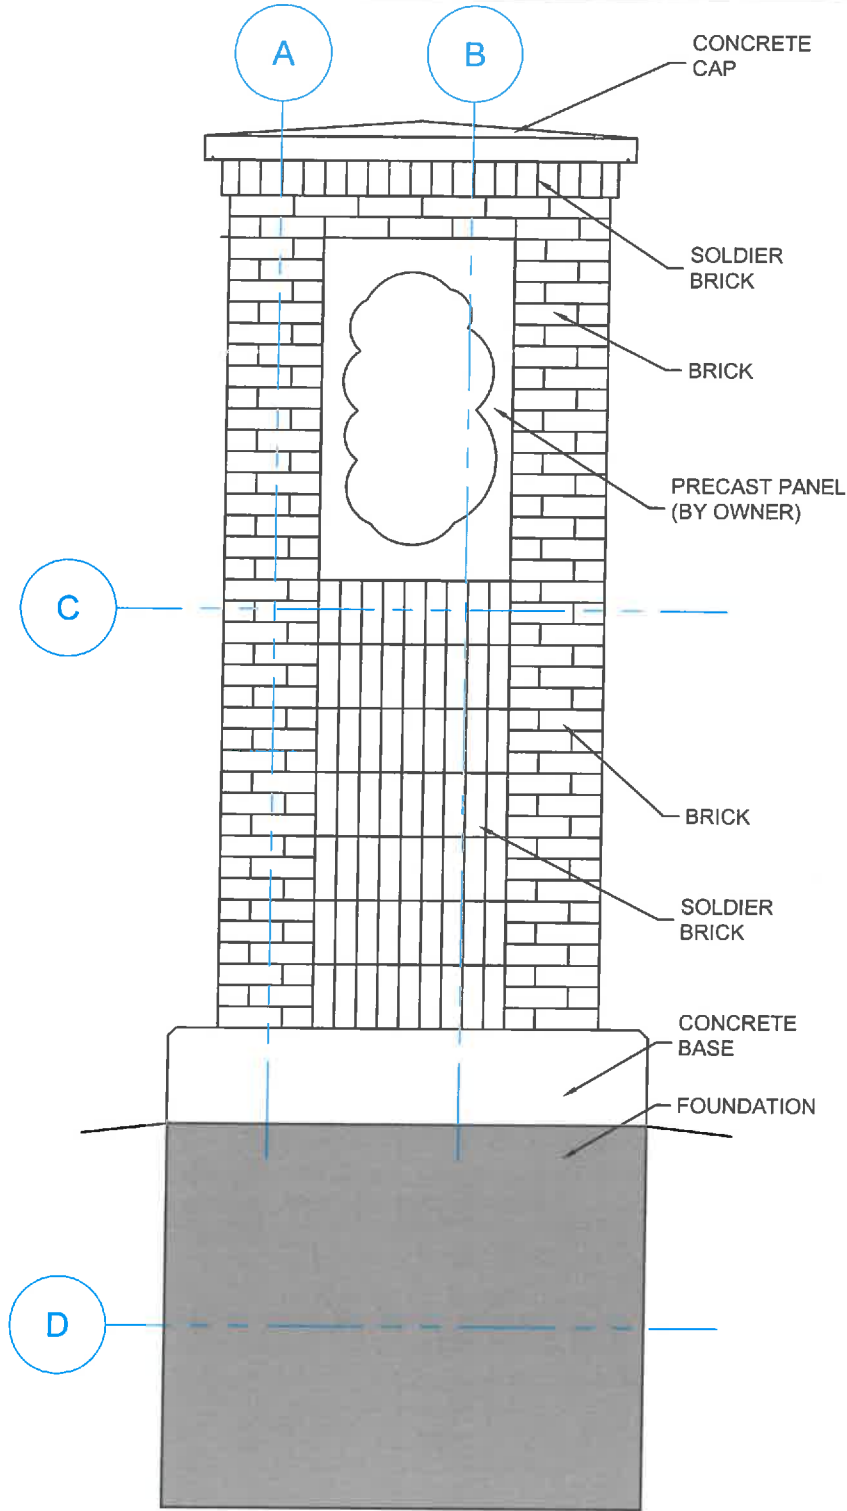 A
B
CONCRETE
CAP
SOLDIER
BRICK
BRICK
PRECAST PANEL
(BY OWNER)
C
BRICK
SOLDIER
BRICK
CONCRETE
BASE
FOUNDATION
D